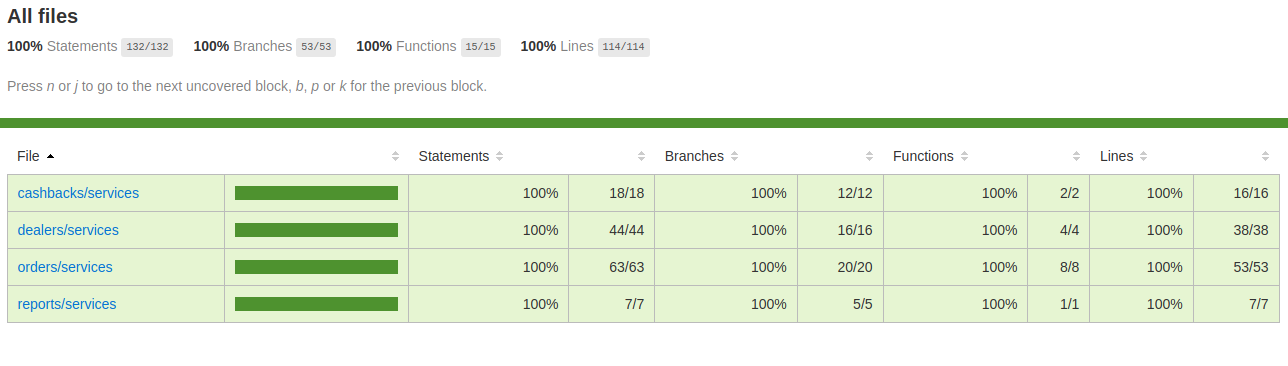 All files
100% Statements 132/132 100% Branches 53/53 100% Functions 15/15 100% Lines 114/114
Press n or j to go to the next uncovered block, b, p or k for the previous block.
File Statements Branches Functions Lines
cashbacks/services 100% 18/18 100% 12/12 100% 2/2 100% 16/16
dealers/services 100% 44/44 100% 16/16 100% 4/4 100% 38/38
orders/services 100% 63/63 100% 20/20 100% 8/8 100% 53/53
reports/services 100% 7/7 100% 5/5 100% 1/1 100% 7/7